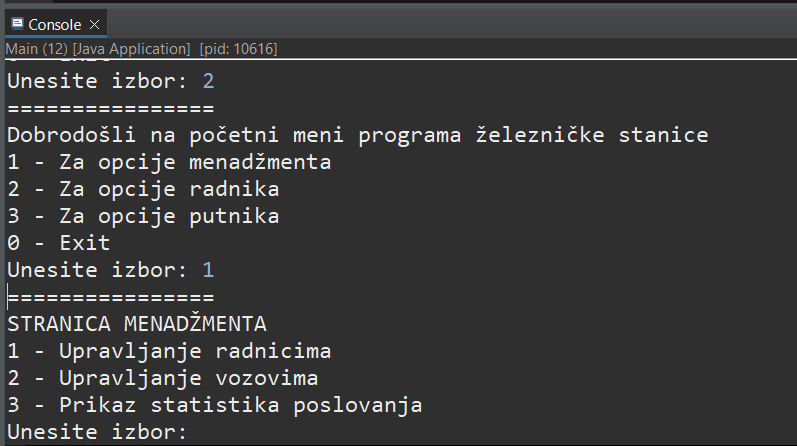 Console
Main (12) [Java Application] [pid: 10616]
Unesite izbor: 2
================
Dobrodošli na početni meni programa železničke stanice
1 - Za opcije menadžmenta
2 - Za opcije radnika
3 - Za opcije putnika
0 - Exit
Unesite izbor: 1
================
STRANICA MENADŽMENTA
1 - Upravljanje radnicima
2 - Upravljanje vozovima
3 - Prikaz statistika poslovanja
Unesite izbor: